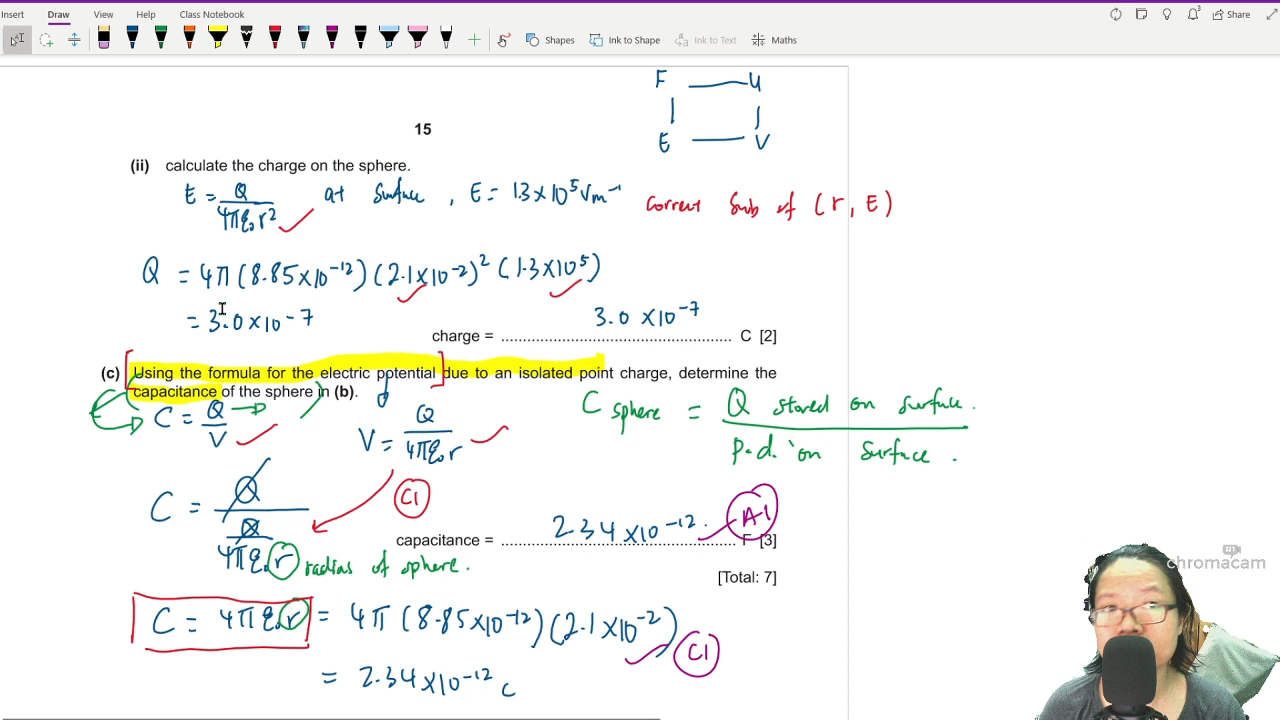 Insert Draw View Help Class Notebook Share
Shapes Ink to Shape Ink to Text Maths
F — U
E — V
15
(ii) calculate the charge on the sphere.
E = Q / 4πε₀r² at surface, E = 1.3 × 10⁵ Vm⁻¹ Correct sub of (r, E)
Q = 4π (8.85×10⁻¹²) (2.1×10⁻²)² (1.3×10⁵)
= 3.0×10-7
3.0 ×10⁻⁷
charge = ........................................................ C [2]
(c) Using the formula for the electric potential due to an isolated point charge, determine the
capacitance of the sphere in (b).
C = Q / V V = Q / 4πε₀r C sphere = Q stored on surface. / p.d. on surface.
C = Q / (Q / 4πε₀r) C1
2.34×10⁻¹². A1
capacitance = ........................................................ F [3]
radius of sphere.
[Total: 7]
C = 4πε₀r = 4π (8.85×10⁻¹²) (2.1×10⁻²) C1
= 2.34×10⁻¹² C
chromacam